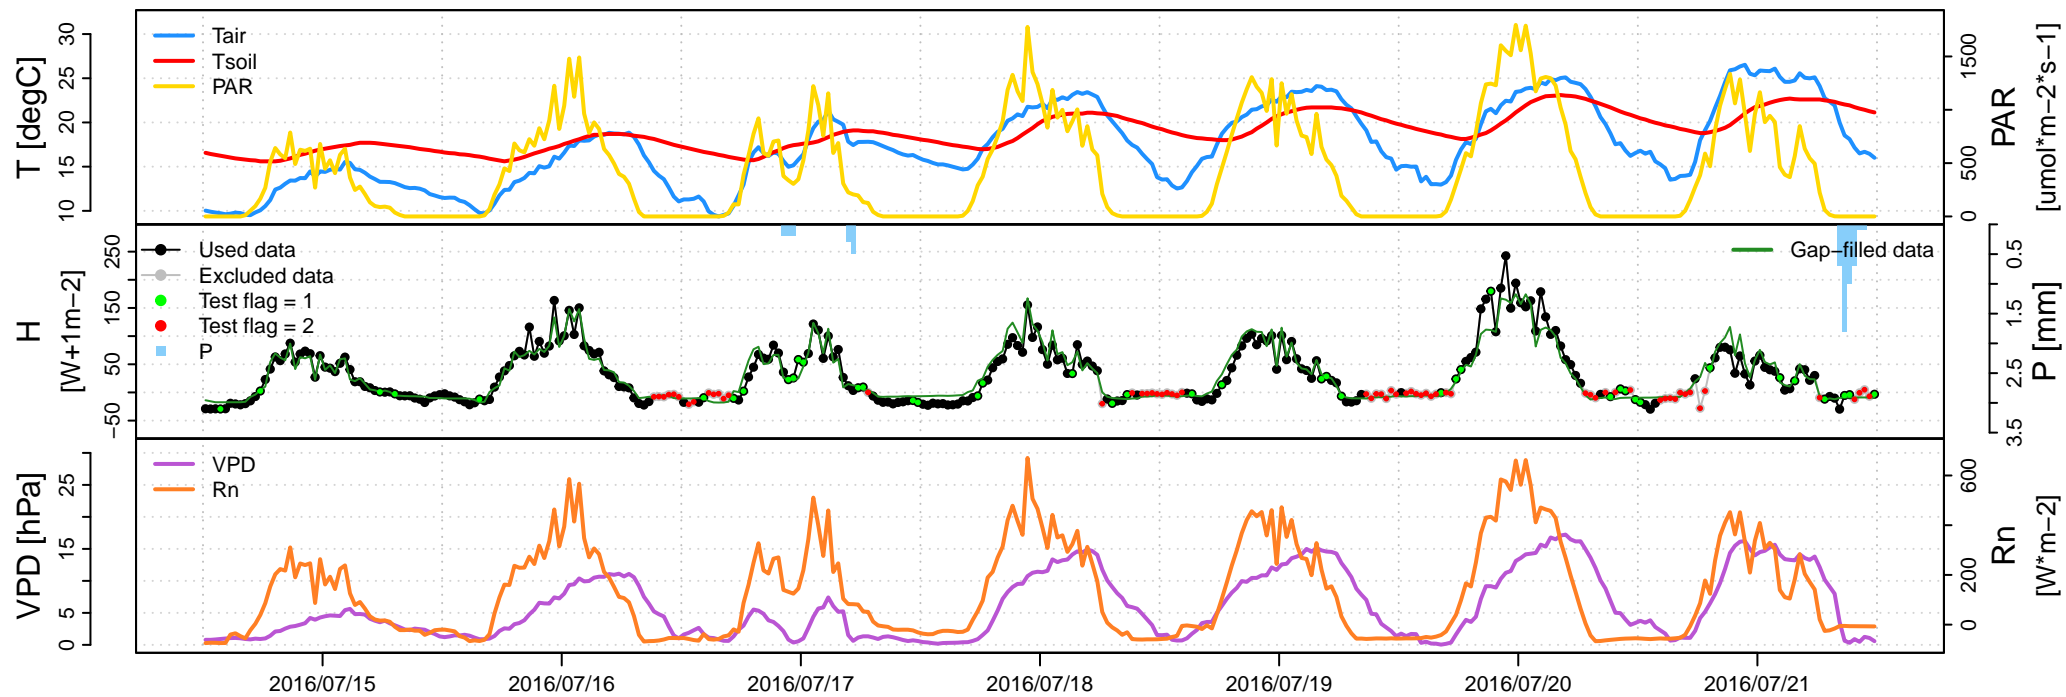 T [degC]
10 15 20 25 30
Tair
Tsoil
PAR
0 500 1500
PAR
[umol*m−2*s−1]
H
[W+1m−2]
−50 50 150 250
Used data
Excluded data
Test flag = 1
Test flag = 2
P
Gap−filled data
0.5 1.5 2.5 3.5
P [mm]
VPD [hPa]
0 5 15 25
VPD
Rn
0 200 600
Rn
[W*m−2]
2016/07/15 2016/07/16 2016/07/17 2016/07/18 2016/07/19 2016/07/20 2016/07/21